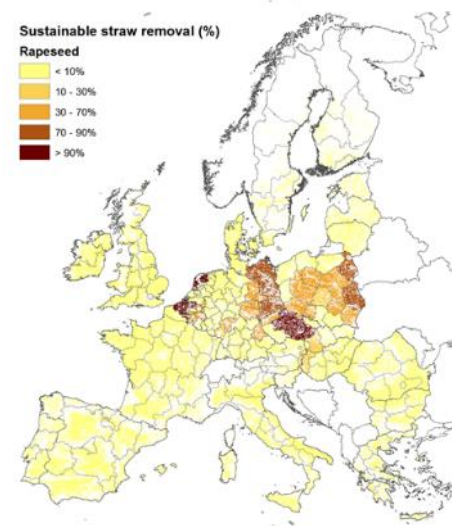 Sustainable straw removal (%)
Rapeseed
< 10%
10 - 30%
30 - 70%
70 - 90%
> 90%